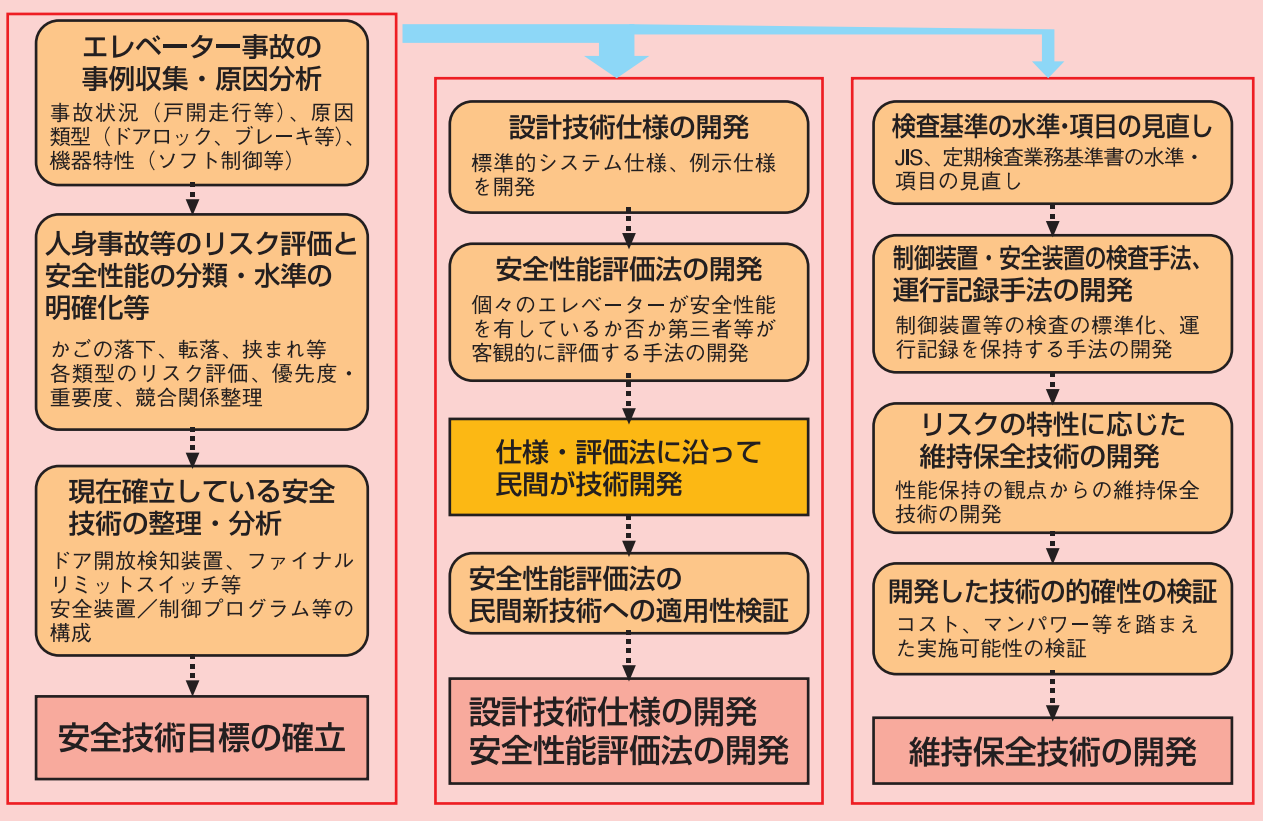 エレベーター事故の
事例収集・原因分析
事故状況（戸開走行等）、原因
類型（ドアロック、ブレーキ等）、
機器特性（ソフト制御等）
人身事故等のリスク評価と
安全性能の分類・水準の
明確化等
かごの落下、転落、挟まれ等
各類型のリスク評価、優先度・
重要度、競合関係整理
現在確立している安全
技術の整理・分析
ドア開放検知装置、ファイナル
リミットスイッチ等
安全装置／制御プログラム等の
構成
安全技術目標の確立
設計技術仕様の開発
標準的システム仕様、例示仕様
を開発
安全性能評価法の開発
個々のエレベーターが安全性能
を有しているか否か第三者等が
客観的に評価する手法の開発
仕様・評価法に沿って
民間が技術開発
安全性能評価法の
民間新技術への適用性検証
設計技術仕様の開発
安全性能評価法の開発
検査基準の水準・項目の見直し
JIS、定期検査業務基準書の水準・
項目の見直し
制御装置・安全装置の検査手法、
運行記録手法の開発
制御装置等の検査の標準化、運
行記録を保持する手法の開発
リスクの特性に応じた
維持保全技術の開発
性能保持の観点からの維持保全
技術の開発
開発した技術の的確性の検証
コスト、マンパワー等を踏まえ
た実施可能性の検証
維持保全技術の開発